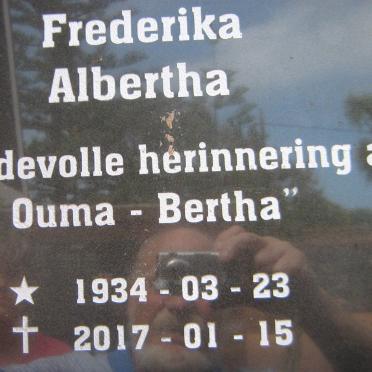 Frederika
Albertha
devolle herinnering a
Ouma - Bertha”
★ 1934 - 03 - 23
✝ 2017 - 01 - 15